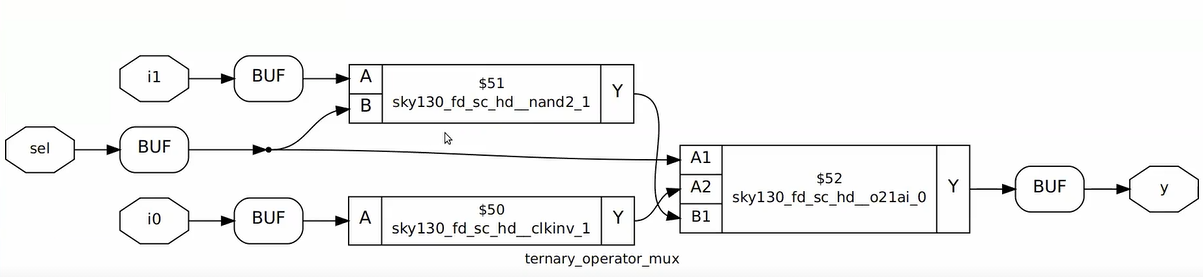 i1
BUF
A
B
$51
sky130_fd_sc_hd__nand2_1
Y
sel
BUF
A1
A2
B1
$52
sky130_fd_sc_hd__o21ai_0
Y
BUF
y
i0
BUF
A
$50
sky130_fd_sc_hd__clkinv_1
Y
ternary_operator_mux